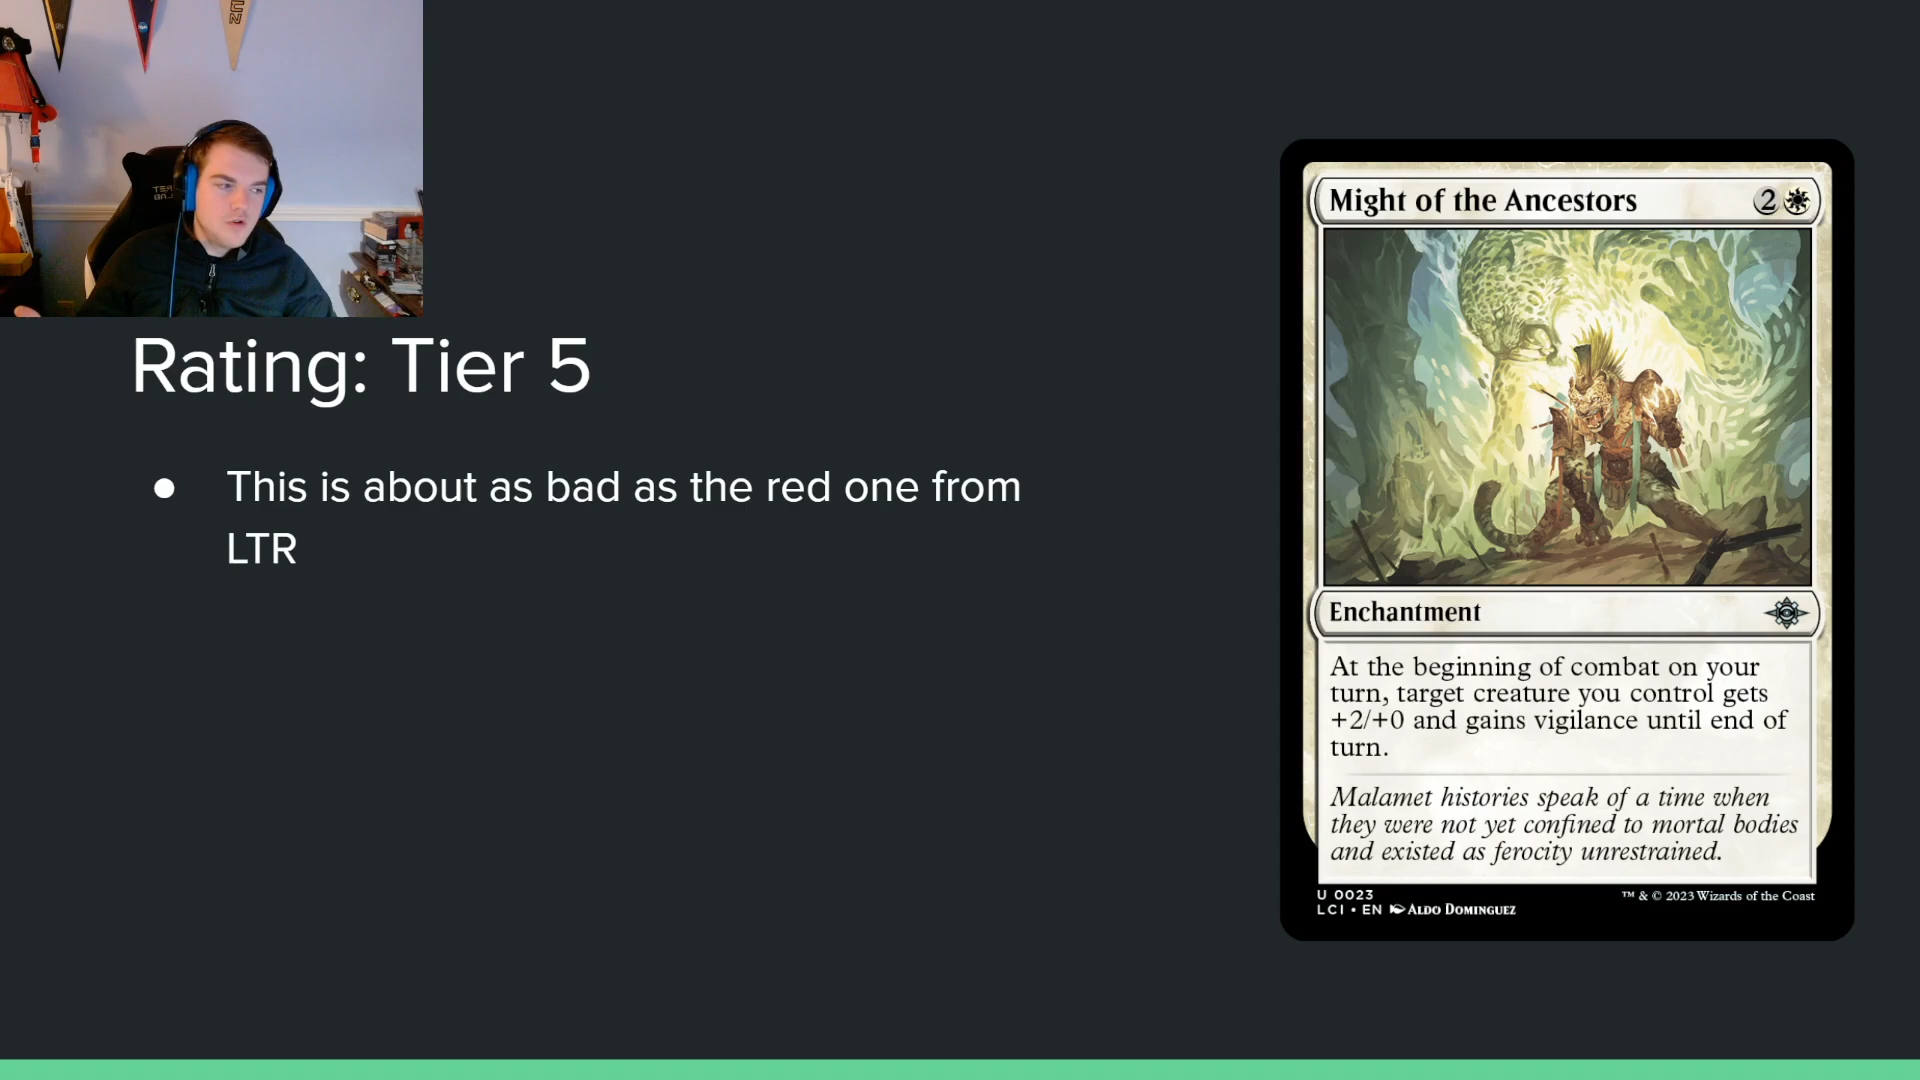 Rating: Tier 5
● This is about as bad as the red one from
LTR
Might of the Ancestors 2
Enchantment
At the beginning of combat on your
turn, target creature you control gets
+2/+0 and gains vigilance until end of
turn.
Malamet histories speak of a time when
they were not yet confined to mortal bodies
and existed as ferocity unrestrained.
U 0023
LCI • EN ALDO DOMINGUEZ
™ & © 2023 Wizards of the Coast